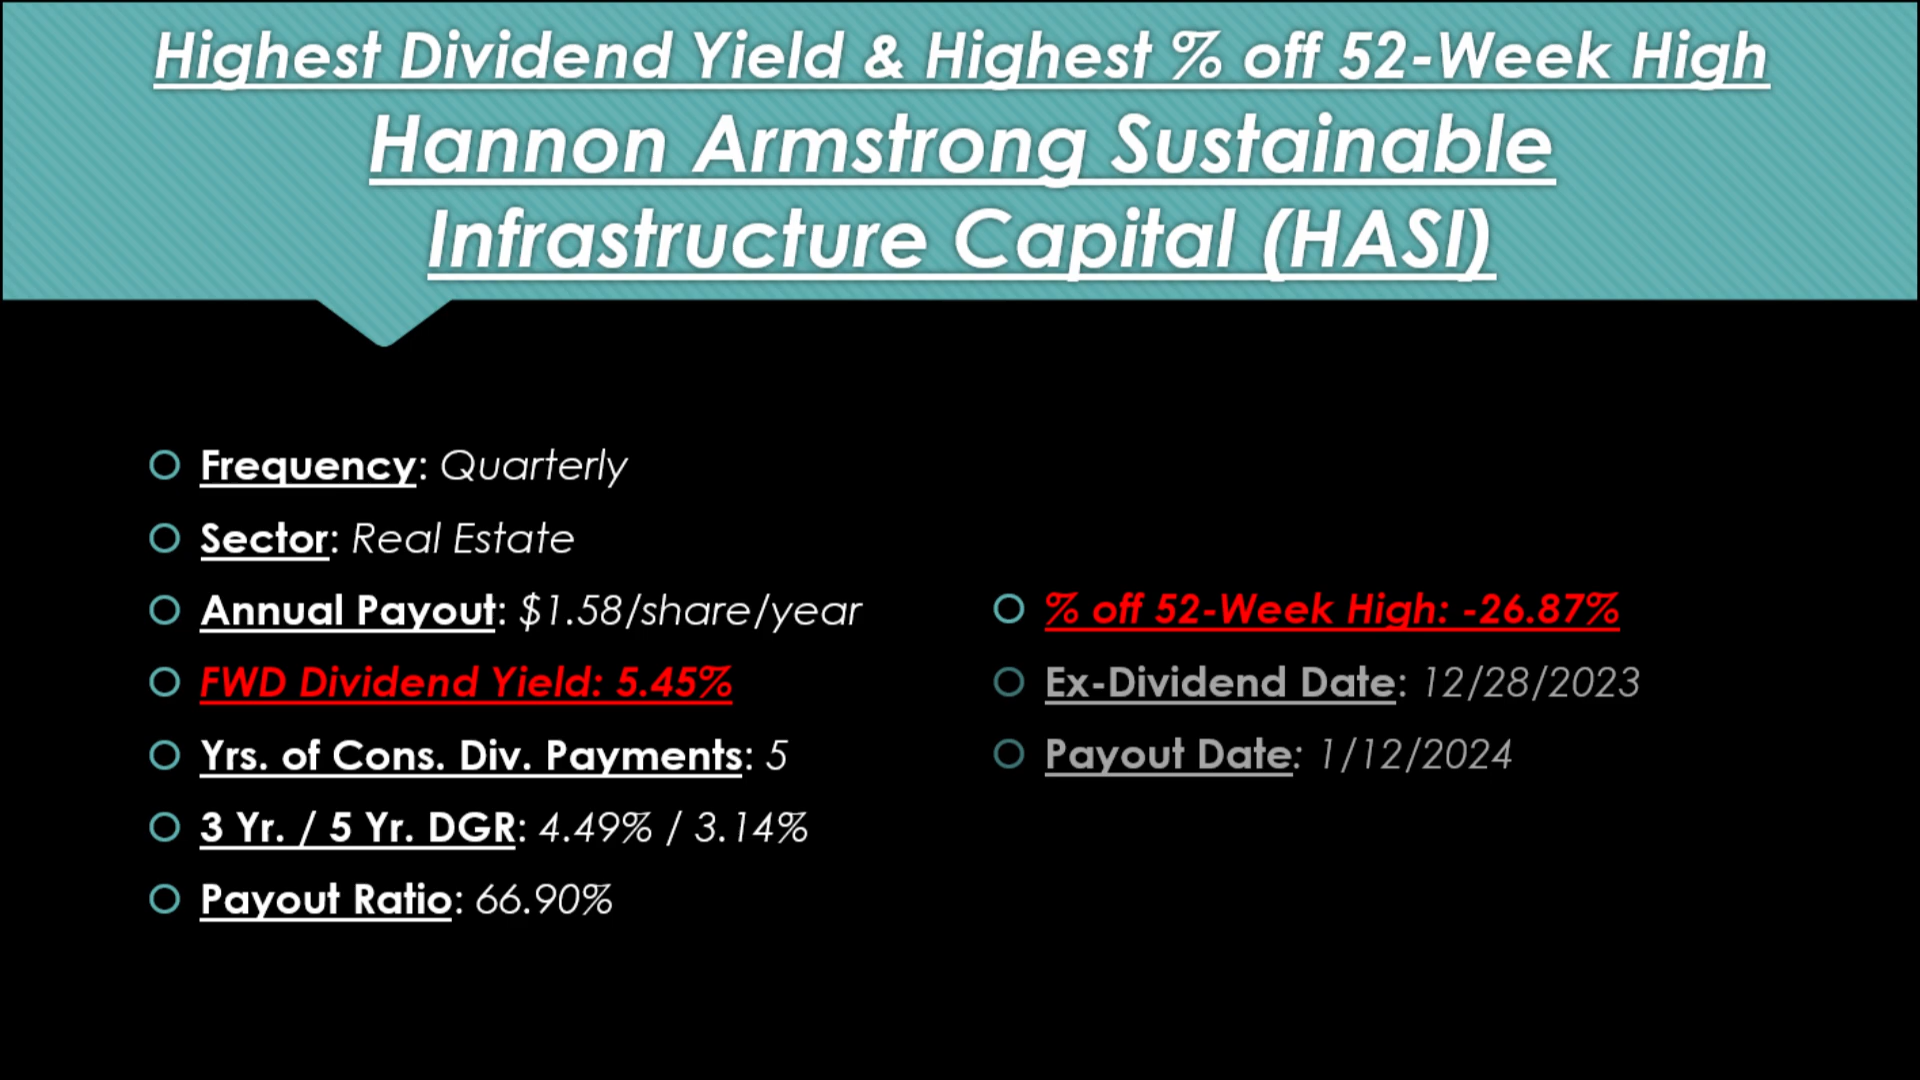 Highest Dividend Yield & Highest % off 52-Week High
Hannon Armstrong Sustainable
Infrastructure Capital (HASI)
Frequency: Quarterly
Sector: Real Estate
Annual Payout: $1.58/share/year
FWD Dividend Yield: 5.45%
Yrs. of Cons. Div. Payments: 5
3 Yr. / 5 Yr. DGR: 4.49% / 3.14%
Payout Ratio: 66.90%
% off 52-Week High: -26.87%
Ex-Dividend Date: 12/28/2023
Payout Date: 1/12/2024